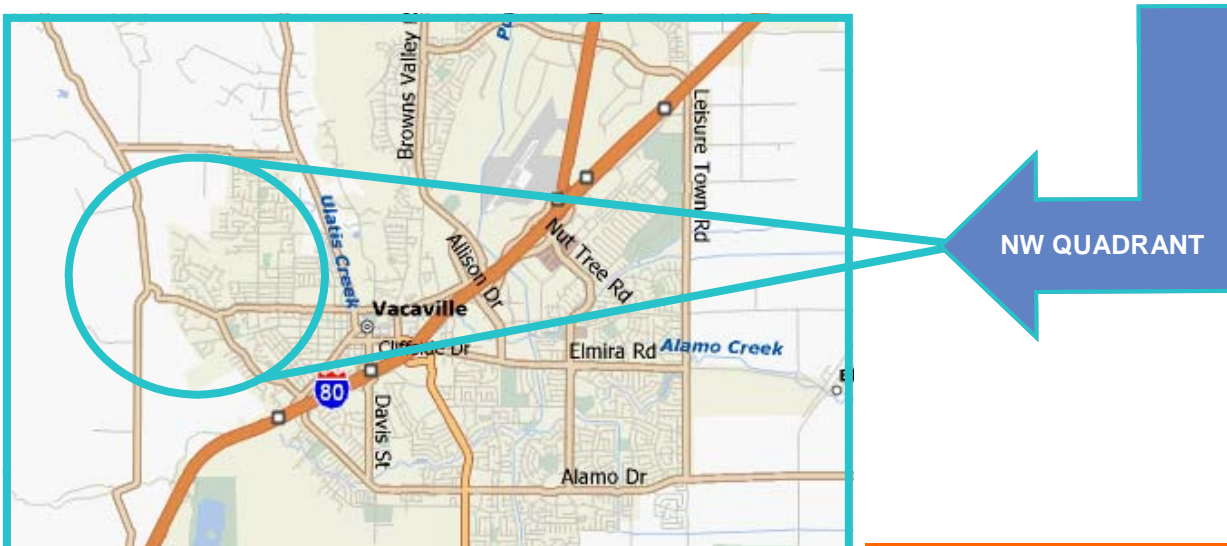 Browns Valley
Pu
Leisure Town Rd
Ulatis Creek
Allison Dr
Nut Tree Rd
NW QUADRANT
Vacaville
Cliffside Dr
Elmira Rd
Alamo Creek
E
80
Davis St
Alamo Dr